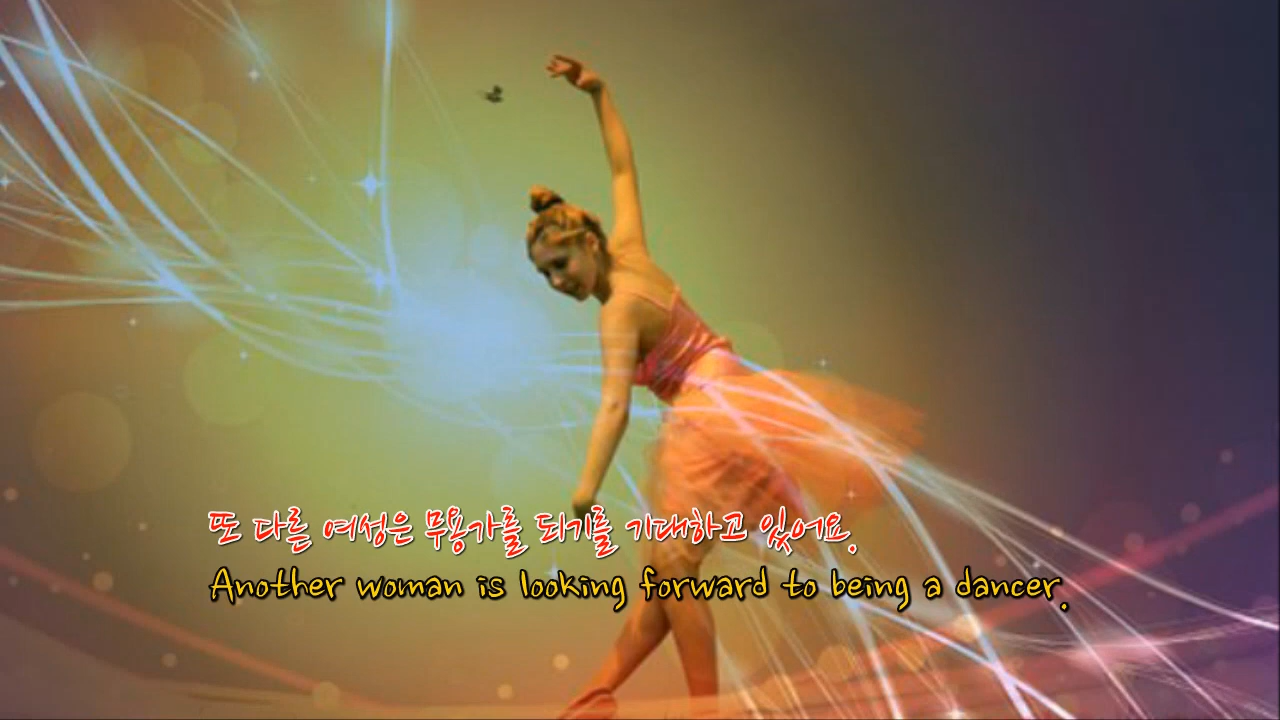 또 다른 여성은 무용가를 되기를 기대하고 있어요.
Another woman is looking forward to being a dancer.